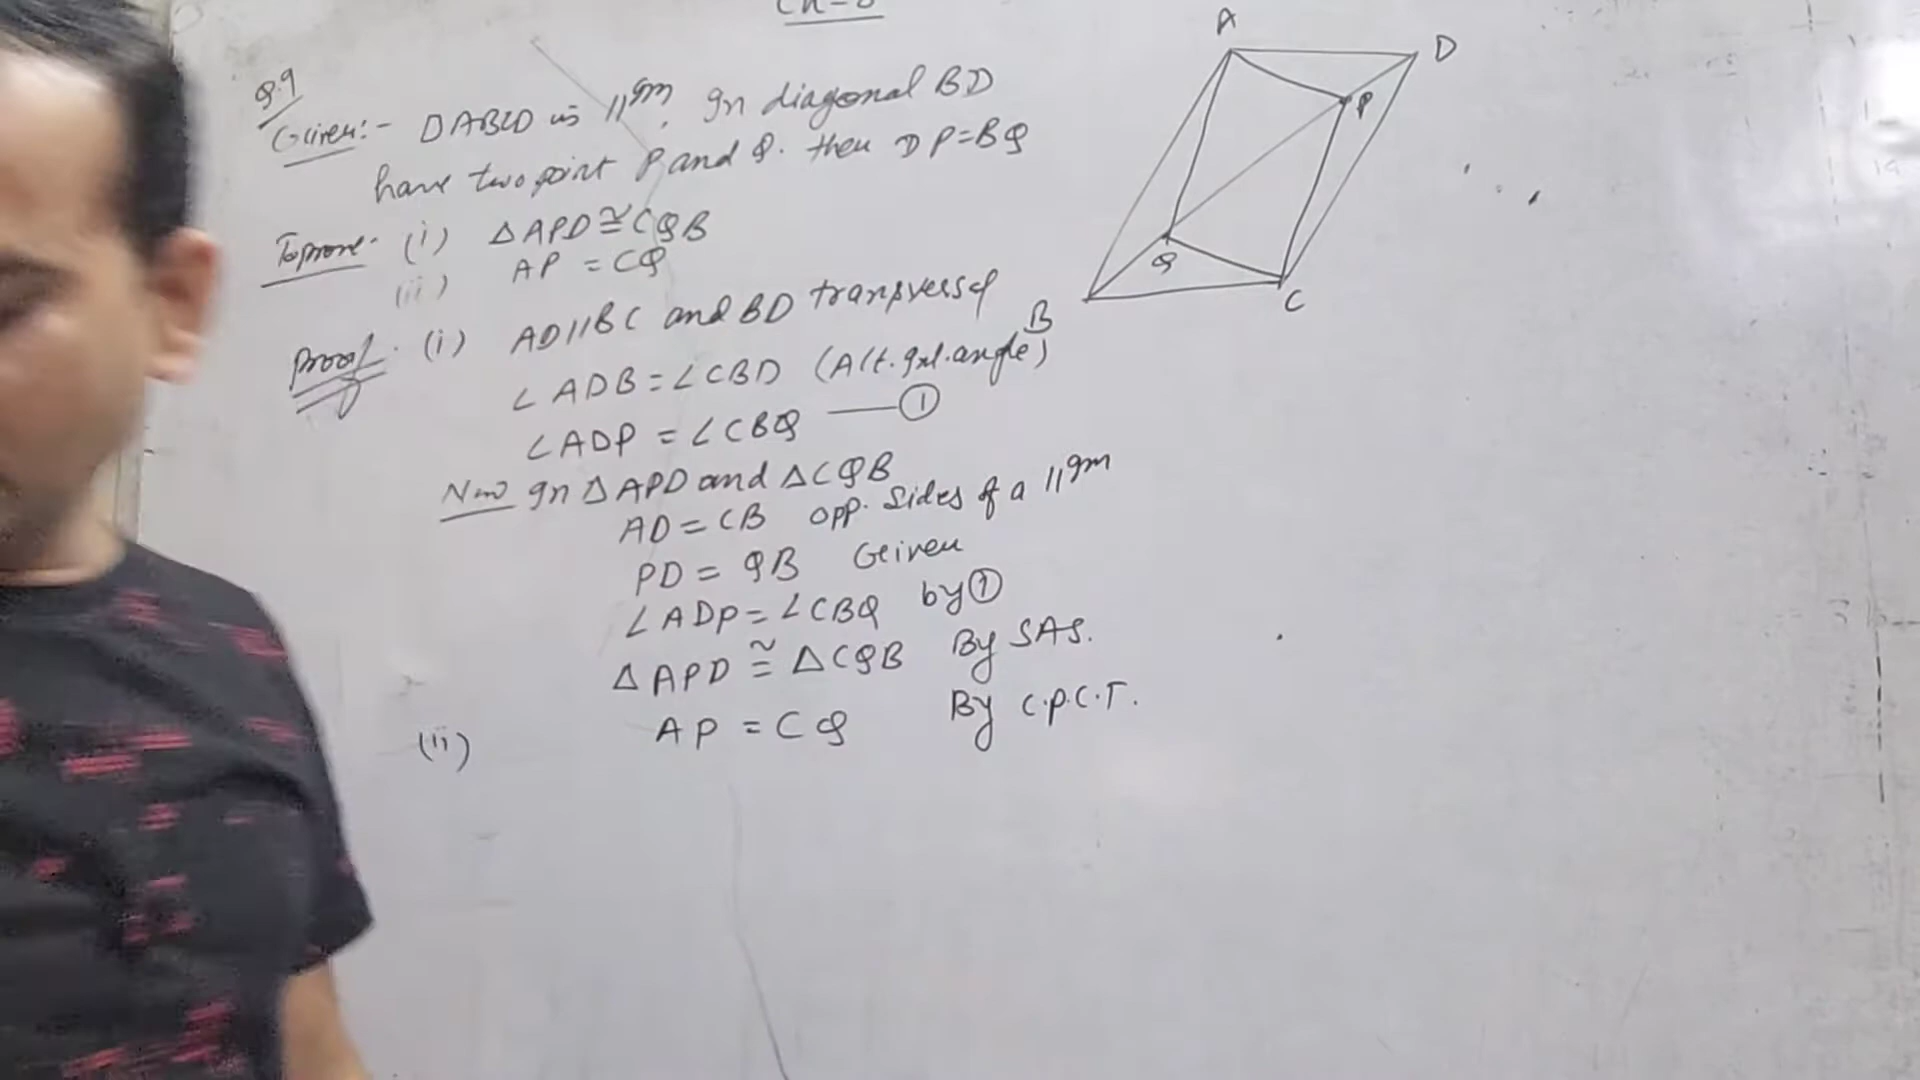 Ch-8
Q.9
Given:- □ABCD is ||gm. In diagonal BD
have two point P and Q. then DP=BQ
To prove- (i) △APD≅CQB
(ii) AP = CQ
Proof- (i) AD||BC and BD transversal
∠ADB=∠CBD (Alt. Int. angle)
∠ADP = ∠CBQ —— ①
Now In △APD and △CQB
AD = CB opp. sides of a ||gm
PD = QB Given
∠ADP=∠CBQ by ①
△APD ≅ △CQB By SAS.
(ii) AP = CQ By C.P.C.T.
A
D
P
Q
B
C